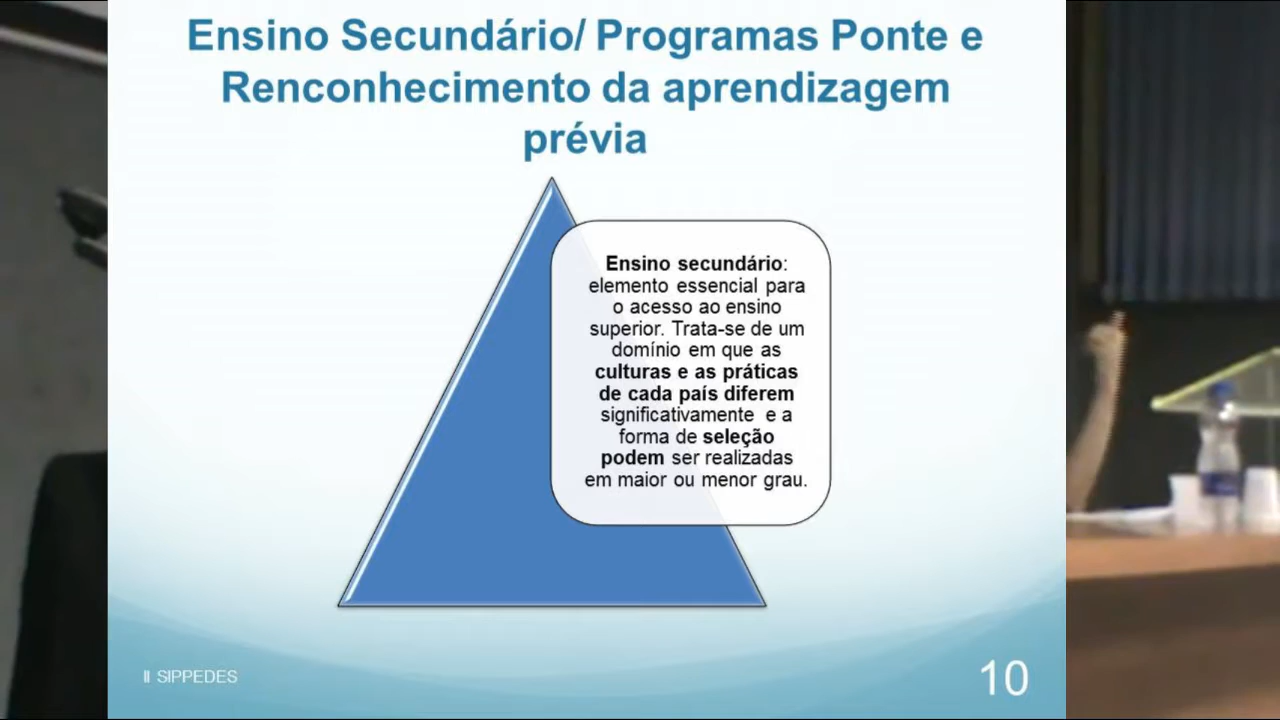 Ensino Secundário/ Programas Ponte e
Renconhecimento da aprendizagem
prévia
Ensino secundário:
elemento essencial para
o acesso ao ensino
superior. Trata-se de um
domínio em que as
culturas e as práticas
de cada país diferem
significativamente e a
forma de seleção
podem ser realizadas
em maior ou menor grau.
II SIPPEDES
10